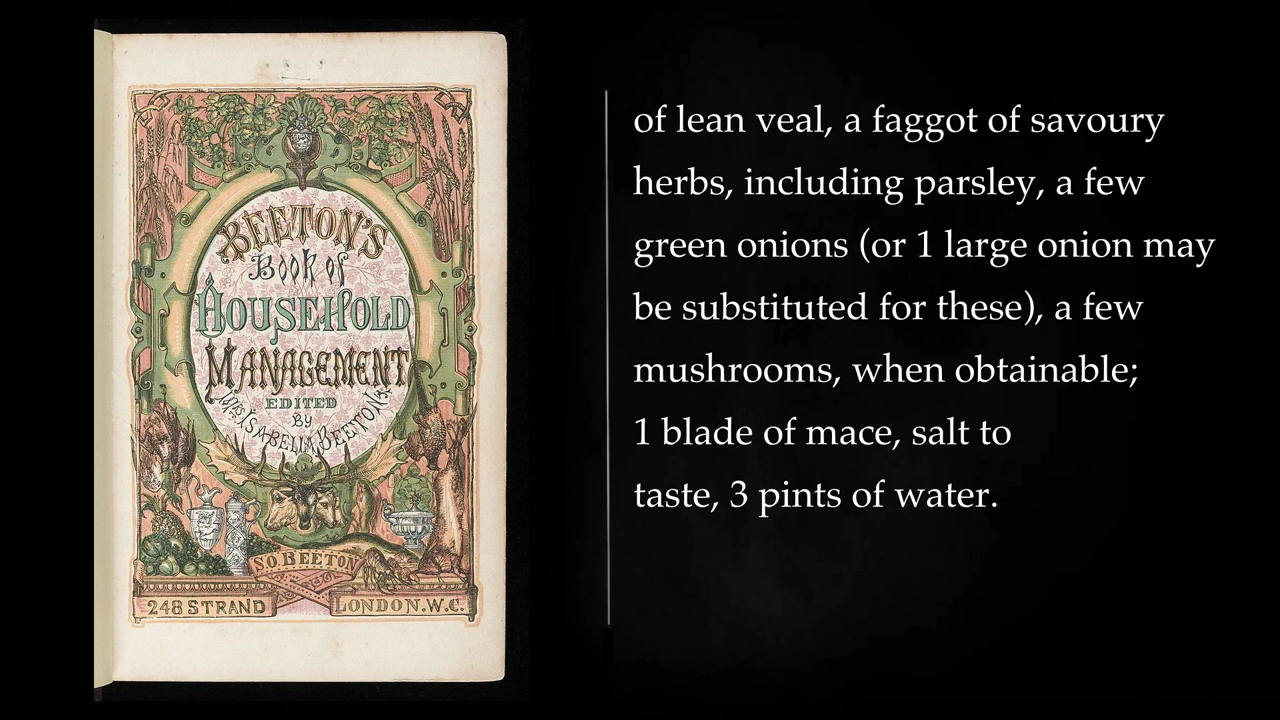 BEETON'S
Book of
HOUSEHOLD
MANAGEMENT
EDITED
BY
MRS ISABELLA BEETON
S.O. BEETON
248 STRAND
LONDON. W.C.
of lean veal, a faggot of savoury
herbs, including parsley, a few
green onions (or 1 large onion may
be substituted for these), a few
mushrooms, when obtainable;
1 blade of mace, salt to
taste, 3 pints of water.